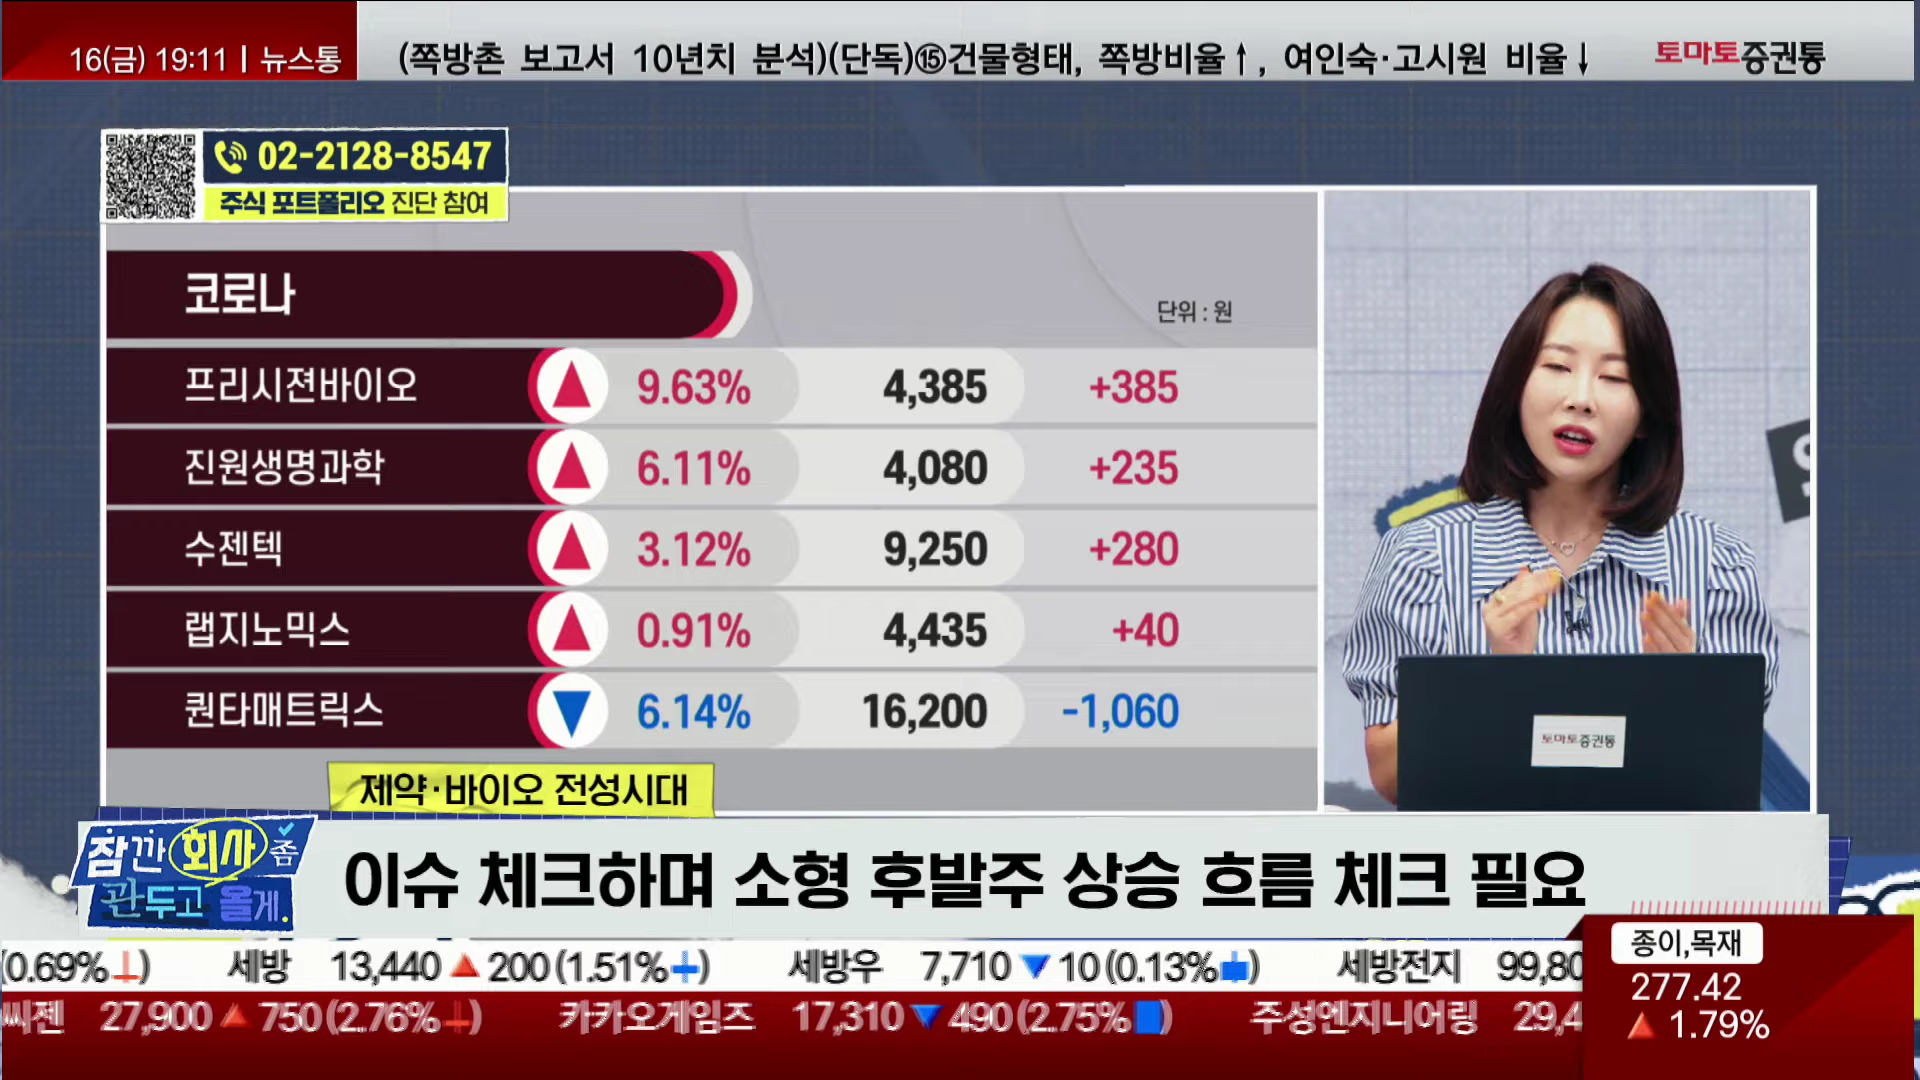 16(금) 19:11 | 뉴스통
(쪽방촌 보고서 10년치 분석)(단독)⑮건물형태, 쪽방비율↑, 여인숙·고시원 비율↓
토마토증권통
02-2128-8547
주식 포트폴리오 진단 참여
코로나
단위 : 원
프리시젼바이오 ▲ 9.63% 4,385 +385
진원생명과학 ▲ 6.11% 4,080 +235
수젠텍 ▲ 3.12% 9,250 +280
랩지노믹스 ▲ 0.91% 4,435 +40
퀀타매트릭스 ▼ 6.14% 16,200 -1,060
토마토증권통
제약·바이오 전성시대
잠깐 회사 좀
관두고 올게.
이슈 체크하며 소형 후발주 상승 흐름 체크 필요
(0.69%) 세방 13,440 ▲ 200 (1.51%) 세방우 7,710 ▼ 10 (0.13%) 세방전지 99,80
씨젠 27,900 ▲ 750 (2.76%) 카카오게임즈 17,310 ▼ 490 (2.75%) 주성엔지니어링 29,4
종이,목재
277.42
▲ 1.79%